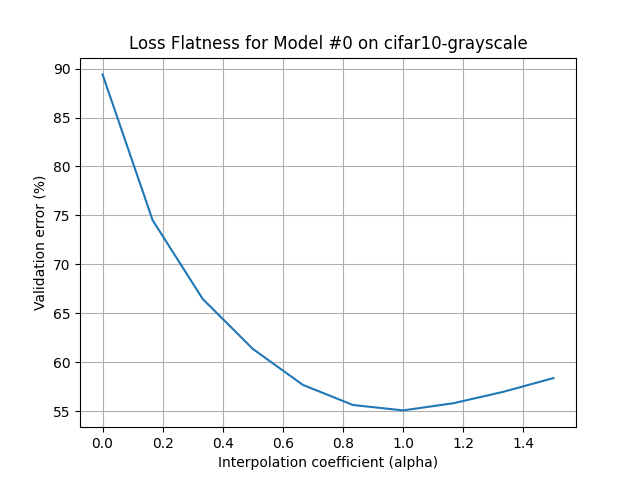 Loss Flatness for Model #0 on cifar10-grayscale
90
85
80
75
70
65
60
55
Validation error (%)
0.0 0.2 0.4 0.6 0.8 1.0 1.2 1.4
Interpolation coefficient (alpha)